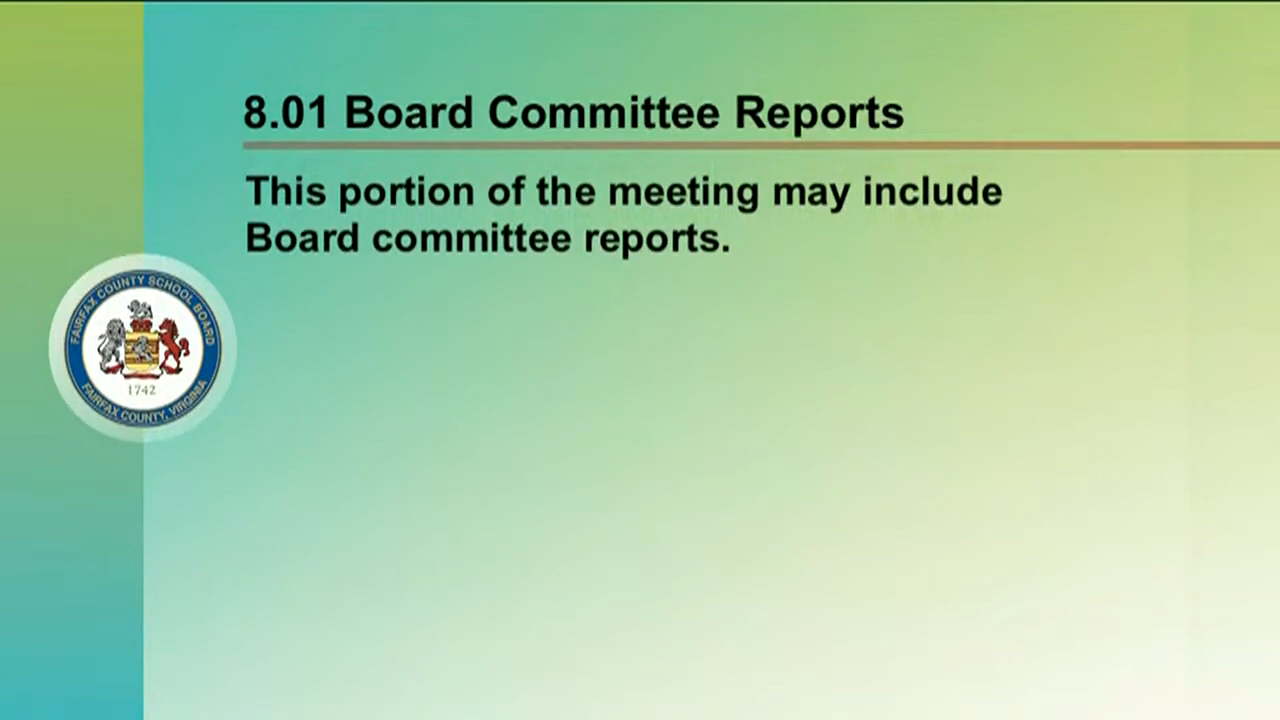 8.01 Board Committee Reports
This portion of the meeting may include
Board committee reports.
FAIRFAX COUNTY SCHOOL BOARD
1742
FAIRFAX COUNTY, VIRGINIA